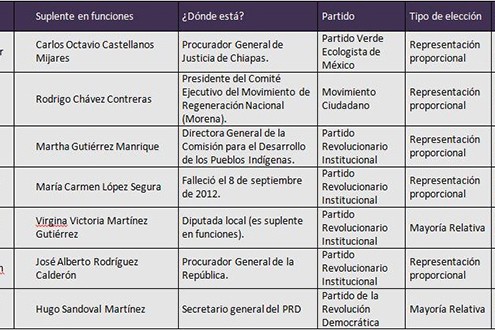 Suplente en funciones ¿Dónde está? Partido Tipo de elección
r Carlos Octavio Castellanos Mijares Procurador General de Justicia de Chiapas. Partido Verde Ecologista de México Representación proporcional
Rodrigo Chávez Contreras Presidente del Comité Ejecutivo del Movimiento de Regeneración Nacional (Morena). Movimiento Ciudadano Representación proporcional
Martha Gutiérrez Manrique Directora General de la Comisión para el Desarrollo de los Pueblos Indígenas. Partido Revolucionario Institucional Representación proporcional
María Carmen López Segura Falleció el 8 de septiembre de 2012. Partido Revolucionario Institucional Representación proporcional
Virgina Victoria Martínez Gutiérrez Diputada local (es suplente en funciones). Partido Revolucionario Institucional Mayoría Relativa
n José Alberto Rodríguez Calderón Procurador General de la República. Partido Revolucionario Institucional Representación proporcional
Hugo Sandoval Martínez Secretario general del PRD Partido de la Revolución Democrática Mayoría Relativa